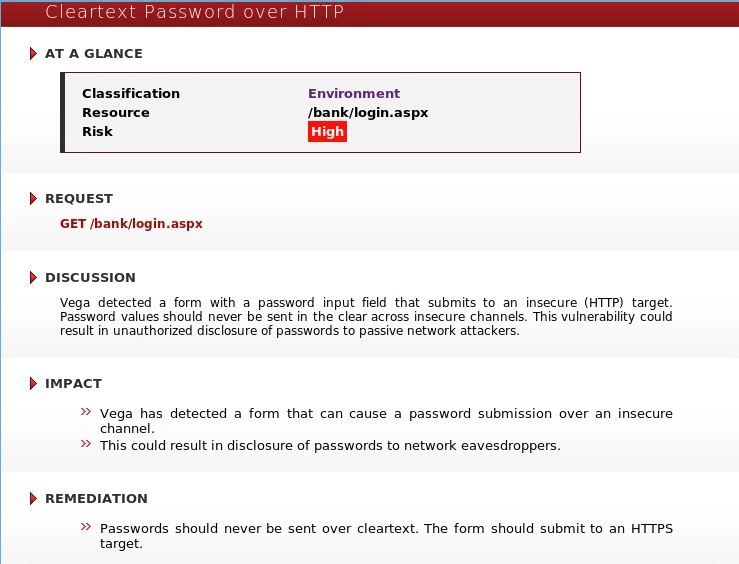 Cleartext Password over HTTP
AT A GLANCE
Classification Environment
Resource /bank/login.aspx
Risk High
REQUEST
GET /bank/login.aspx
DISCUSSION
Vega detected a form with a password input field that submits to an insecure (HTTP) target.
Password values should never be sent in the clear across insecure channels. This vulnerability could
result in unauthorized disclosure of passwords to passive network attackers.
IMPACT
» Vega has detected a form that can cause a password submission over an insecure
channel.
» This could result in disclosure of passwords to network eavesdroppers.
REMEDIATION
» Passwords should never be sent over cleartext. The form should submit to an HTTPS
target.